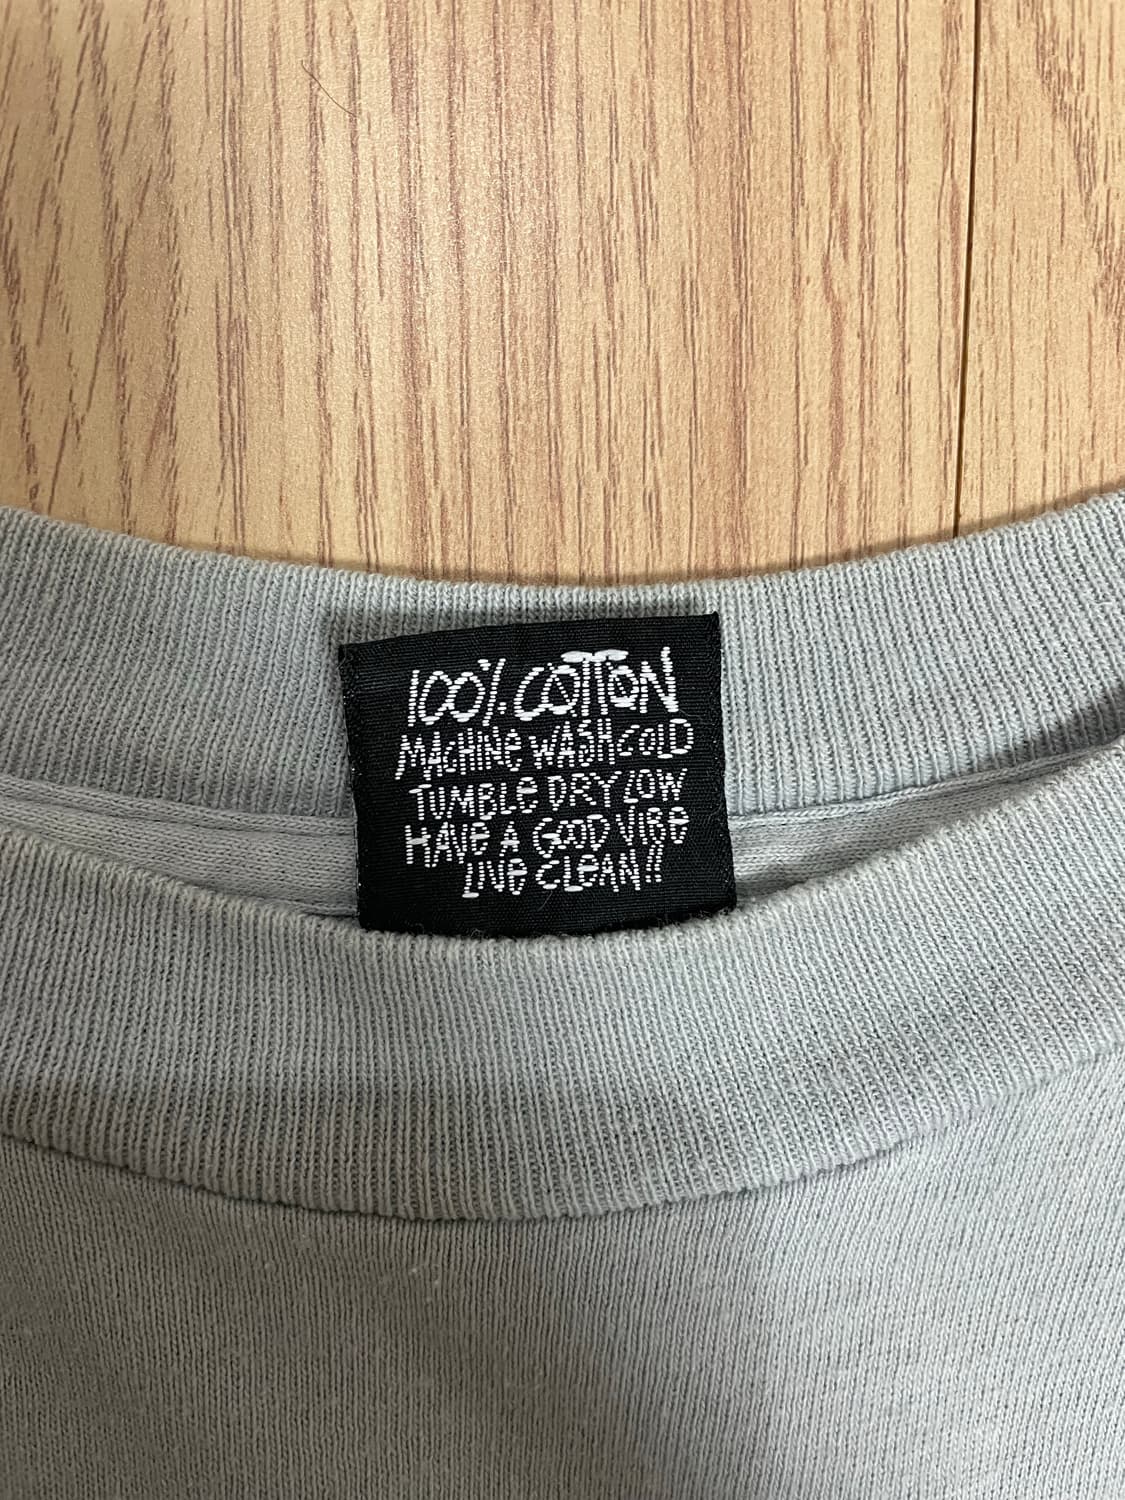 100% COTTON
MACHINE WASH COLD
TUMBLE DRY LOW
HAVE A GOOD VIBE
LIVE CLEAN!!